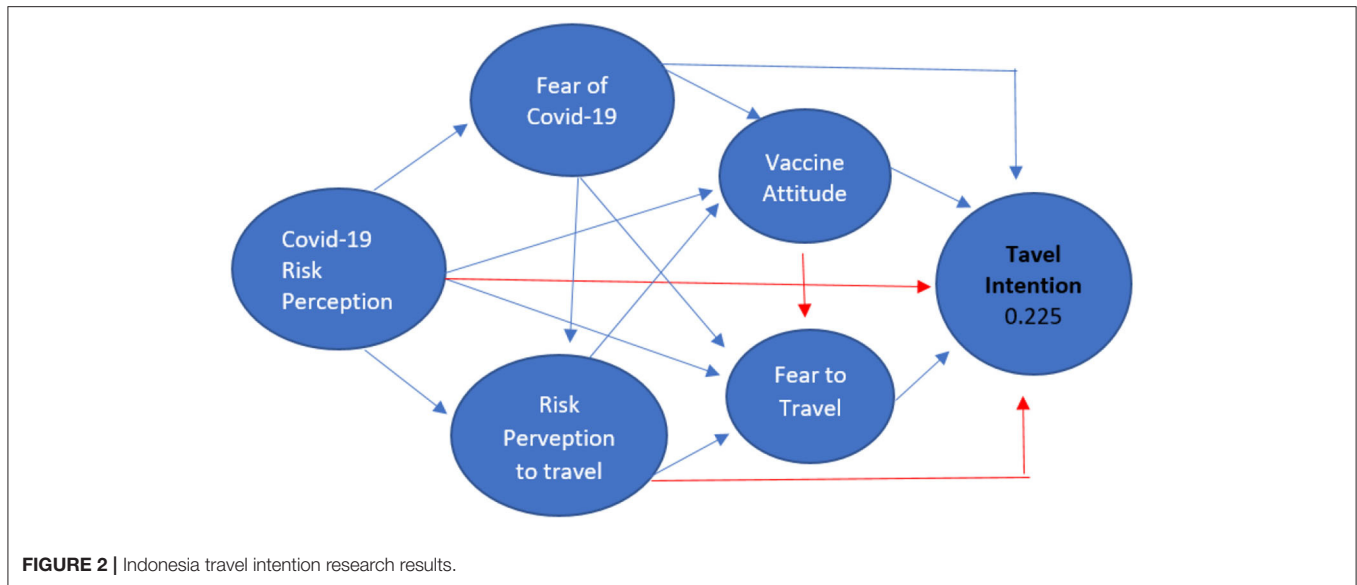 Fear of
Covid-19
Vaccine
Attitude
Covid-19
Risk
Perception
Tavel
Intention
0.225
Fear to
Travel
Risk
Perveption
to travel
FIGURE 2 | Indonesia travel intention research results.